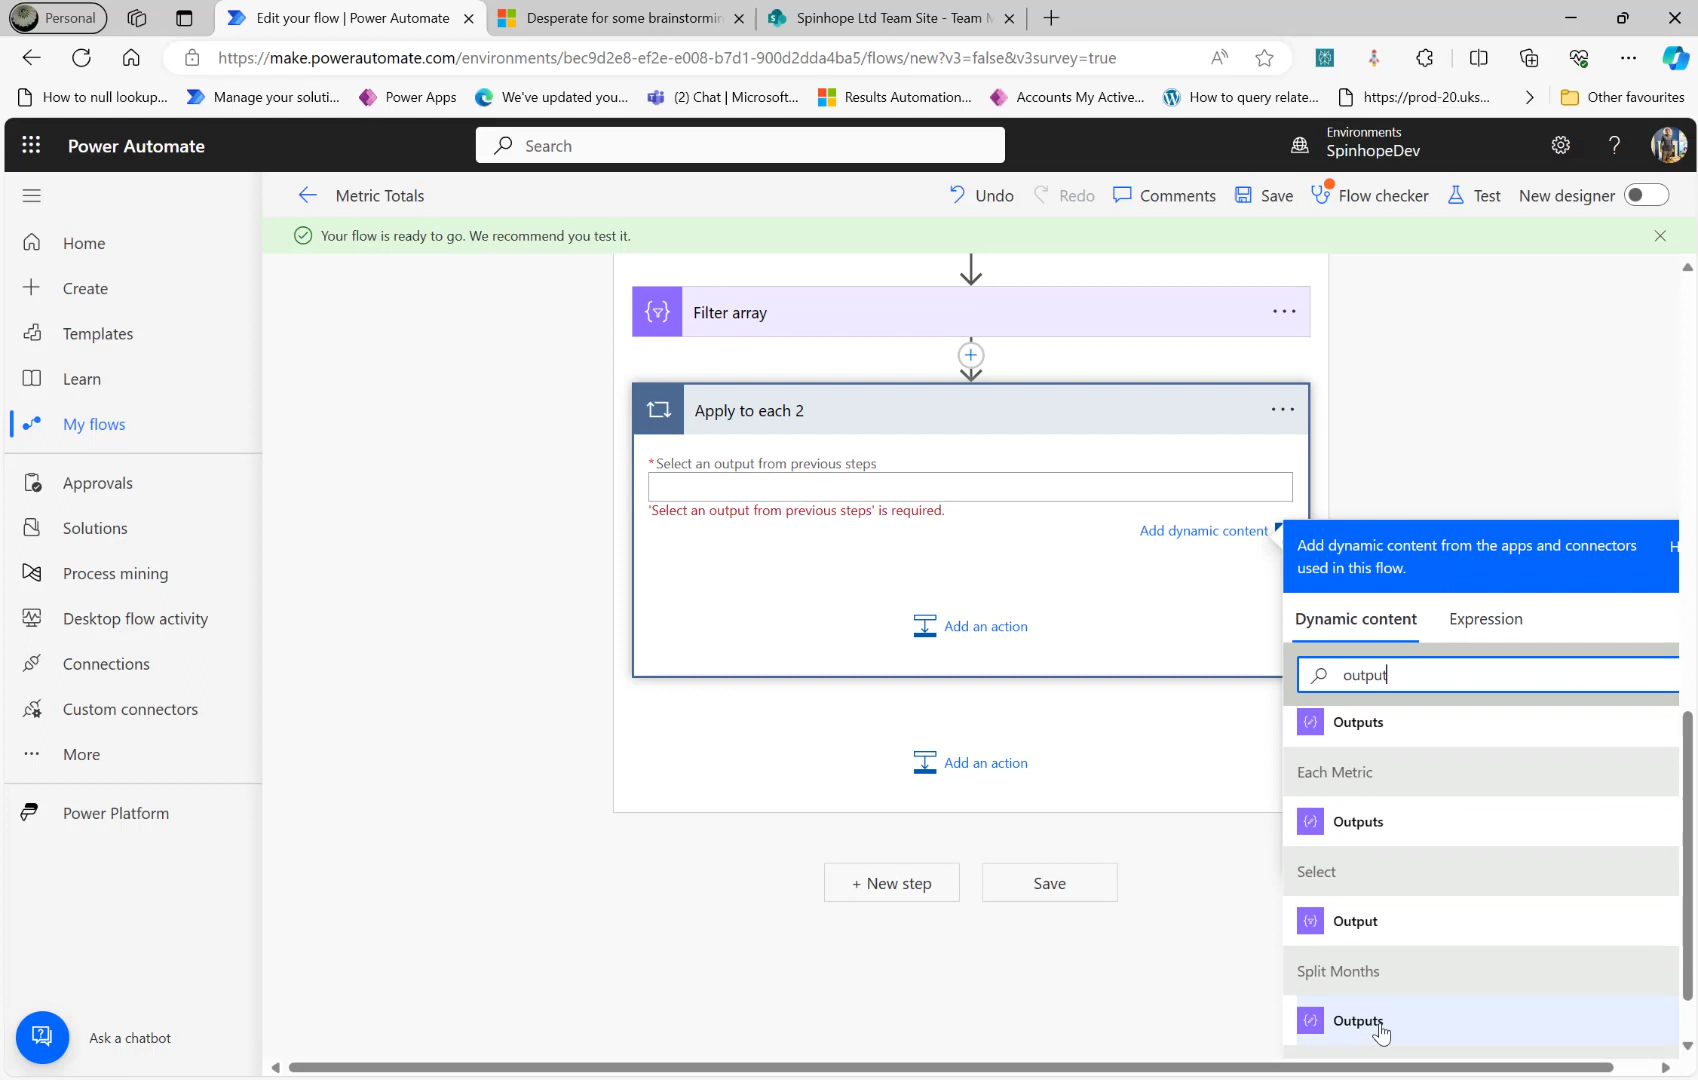 Personal
Edit your flow | Power Automate
Desperate for some brainstormin
Spinhope Ltd Team Site - Team M
https://make.powerautomate.com/environments/bec9d2e8-ef2e-e008-b7d1-900d2dda4ba5/flows/new?v3=false&v3survey=true
How to null lookup...
Manage your soluti...
Power Apps
We've updated you...
(2) Chat | Microsoft...
Results Automation...
Accounts My Active...
How to query relate...
https://prod-20.uks...
Other favourites
Power Automate
Search
Environments
SpinhopeDev
Metric Totals
Undo
Redo
Comments
Save
Flow checker
Test
New designer
Your flow is ready to go. We recommend you test it.
Home
Create
Templates
Learn
My flows
Approvals
Solutions
Process mining
Desktop flow activity
Connections
Custom connectors
More
Power Platform
Ask a chatbot
Filter array
Apply to each 2
*Select an output from previous steps
'Select an output from previous steps' is required.
Add dynamic content
Add an action
Add an action
+ New step
Save
Add dynamic content from the apps and connectors
used in this flow.
H
Dynamic content
Expression
output
Outputs
Each Metric
Outputs
Select
Output
Split Months
Outputs